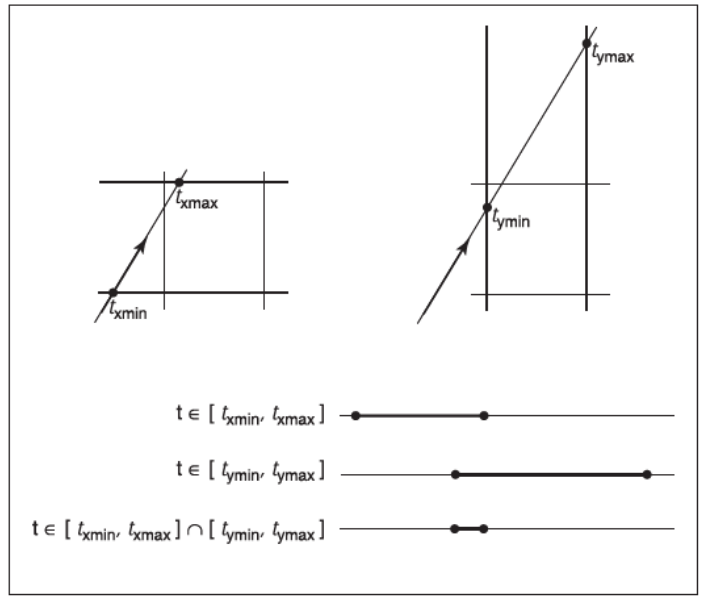 t_xmax
t_xmin
t_ymax
t_ymin
t ∈ [ t_xmin, t_xmax ]
t ∈ [ t_ymin, t_ymax ]
t ∈ [ t_xmin, t_xmax ] ∩ [ t_ymin, t_ymax ]